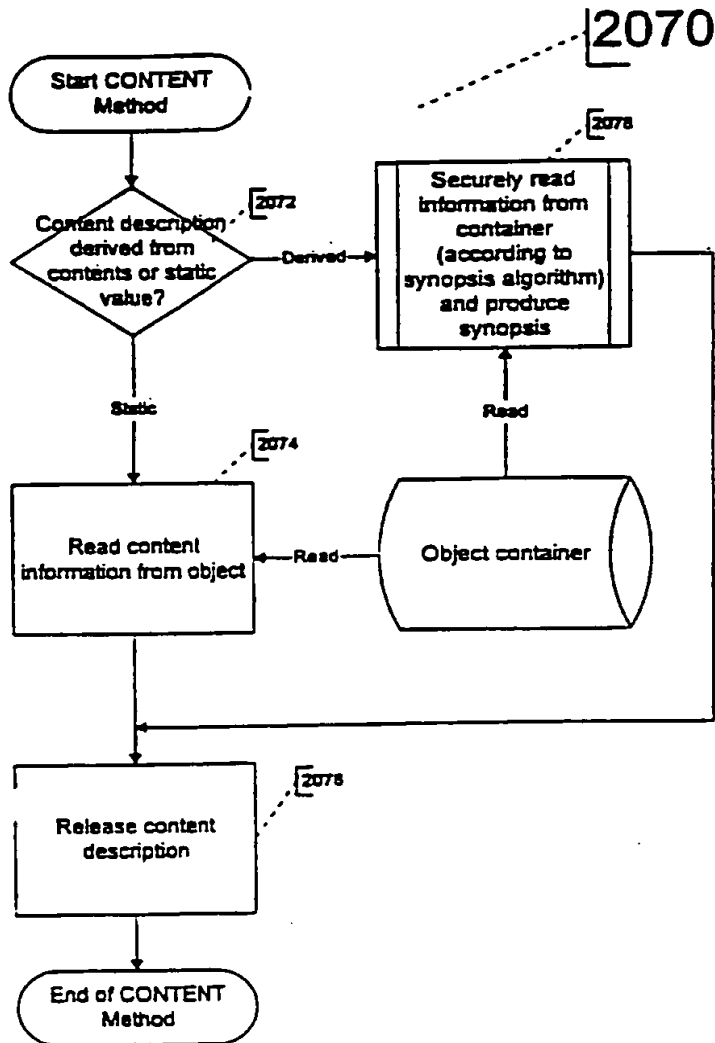 2070
Start CONTENT
Method
2078
Securely read
information from
container
(according to
synopsis algorithm)
and produce
synopsis
2072
Content description
derived from
contents or static
value?
Derived
Static
Read
2074
Read content
information from object
Read
Object container
2076
Release content
description
End of CONTENT
Method